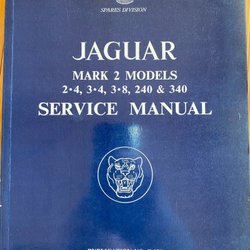 SPARES DIVISION
JAGUAR
MARK 2 MODELS
2·4, 3·4, 3·8, 240 & 340
SERVICE MANUAL